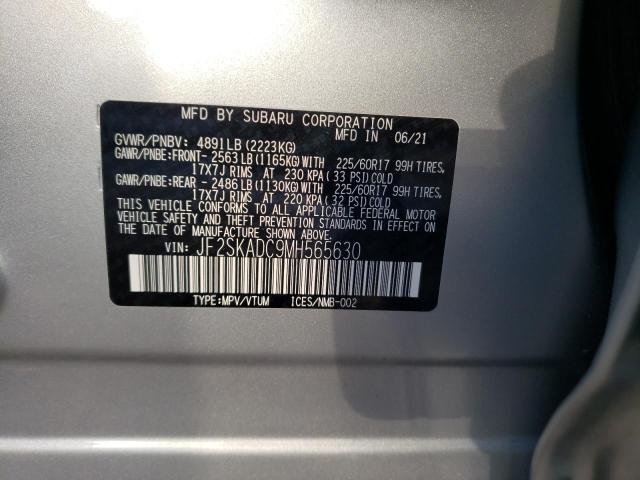 MFD BY SUBARU CORPORATION
MFD IN 06/21
GVWR/PNBV: 4891LB (2223KG)
GAWR/PNBE:FRONT- 2563LB(1165KG)WITH 225/60R17 99H TIRES,
17X7J RIMS AT 230 KPA( 33 PSI)COLD
GAWR/PNBE:REAR - 2486LB(1130KG)WITH 225/60R17 99H TIRES,
17X7J RIMS AT 220 KPA( 32 PSI)COLD
THIS VEHICLE CONFORMS TO ALL APPLICABLE FEDERAL MOTOR
VEHICLE SAFETY AND THEFT PREVENTION STANDARDS IN EFFECT ON
THE DATE OF MANUFACTURE SHOWN ABOVE.
VIN: JF2SKADC9MH565630
TYPE:MPV/VTUM ICES/NMB-002